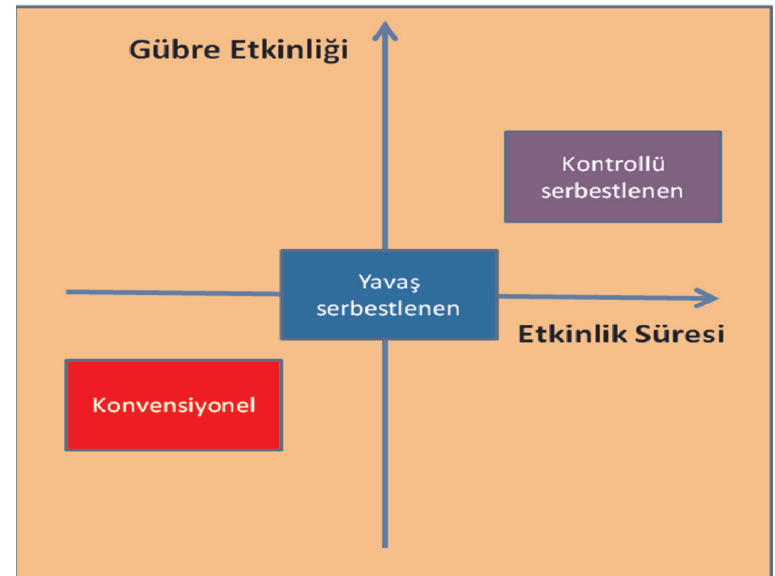 Gübre Etkinliği
Kontrollü
serbestlenen
Yavaş
serbestlenen
Etkinlik Süresi
Konvensiyonel